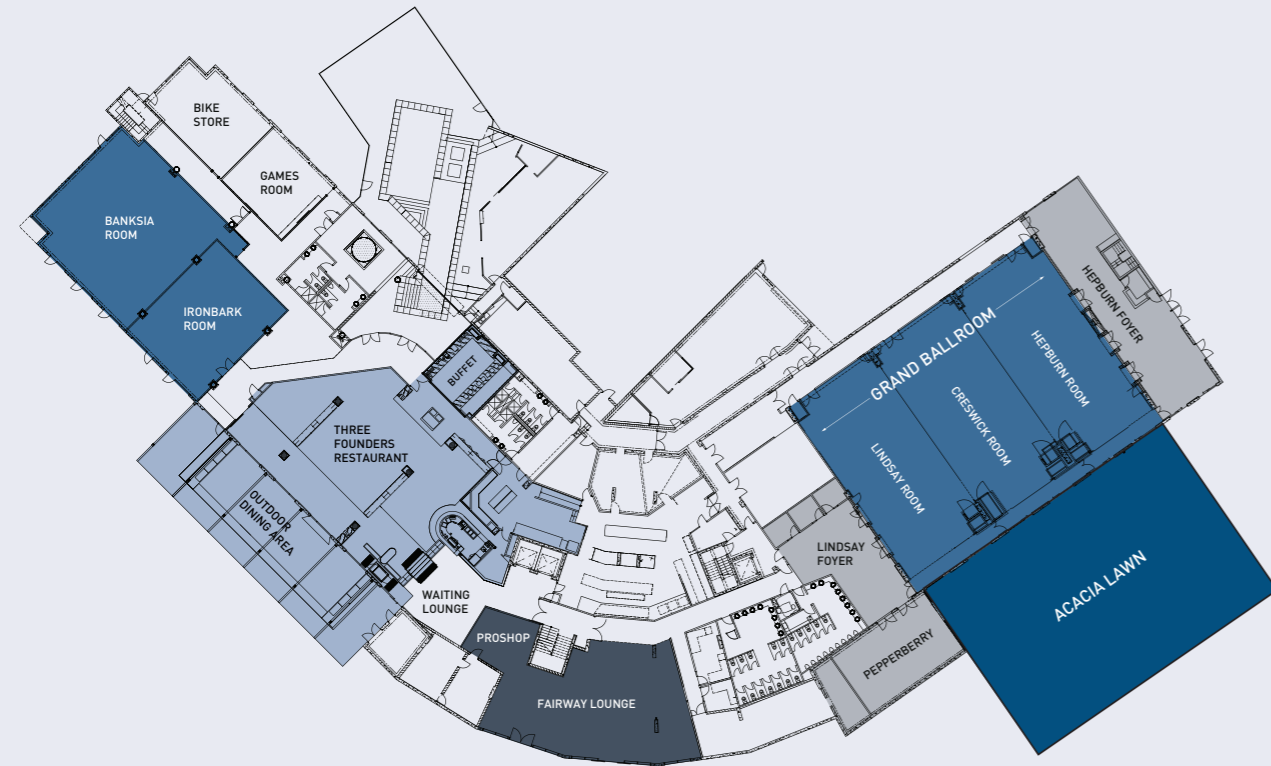 BIKE
STORE
GAMES
ROOM
BANKSIA
ROOM
IRONBARK
ROOM
BUFFET
THREE
FOUNDERS
RESTAURANT
OUTDOOR
DINING AREA
WAITING
LOUNGE
PROSHOP
FAIRWAY LOUNGE
HEPBURN FOYER
GRAND BALLROOM
HEPBURN ROOM
CRESWICK ROOM
LINDSAY ROOM
LINDSAY
FOYER
PEPPERBERRY
ACACIA LAWN